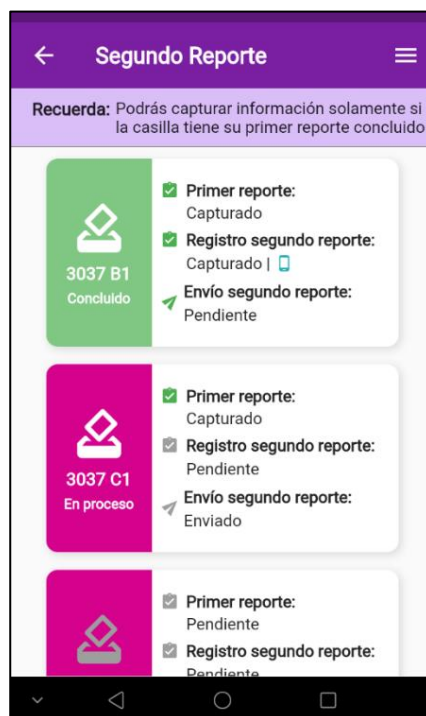 Segundo Reporte
Recuerda: Podrás capturar información solamente si
la casilla tiene su primer reporte concluido
3037 B1
Concluido
Primer reporte:
Capturado
Registro segundo reporte:
Capturado |
Envío segundo reporte:
Pendiente
3037 C1
En proceso
Primer reporte:
Capturado
Registro segundo reporte:
Pendiente
Envío segundo reporte:
Enviado
Primer reporte:
Pendiente
Registro segundo reporte:
Pendiente